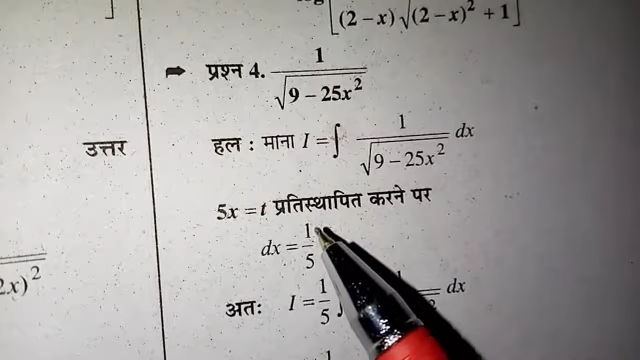 ]
[(2 – x) √(2 – x)² + 1]
➡ प्रश्न 4. 1/√(9 – 25x²)
उत्तर
हल : माना I = ∫ 1/√(9 – 25x²) dx
5x = t प्रतिस्थापित करने पर
dx = 1/5
2x)²
अतः I = 1/5 ∫ dx